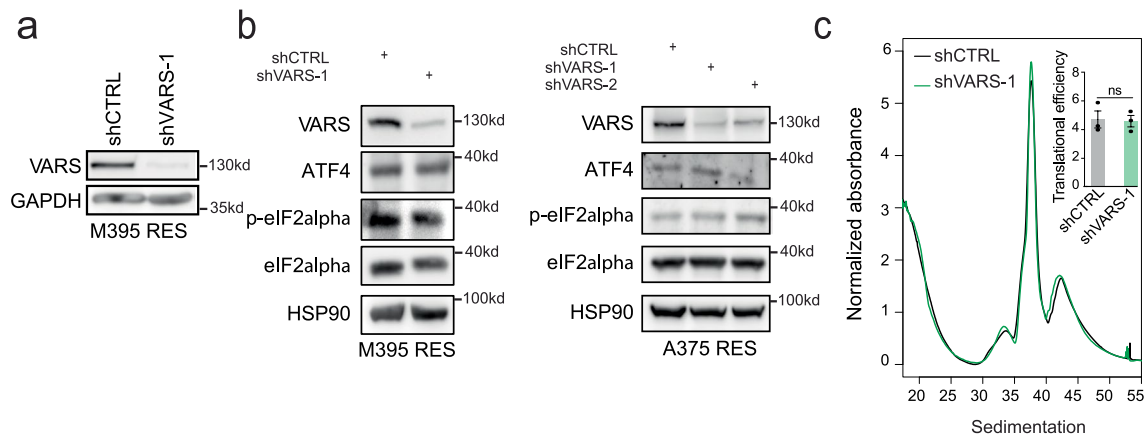 a
shCTRL
shVARS-1
VARS
-130kd
GAPDH
35kd
M395 RES
b
shCTRL +
shVARS-1 +
VARS
-130kd
ATF4
40kd
p-eIF2alpha
40kd
eIF2alpha
40kd
HSP90
100kd
M395 RES
shCTRL +
shVARS-1 +
shVARS-2 +
VARS
-130kd
ATF4
40kd
p-eIF2alpha
40kd
eIF2alpha
40kd
HSP90
100kd
A375 RES
c
shCTRL
shVARS-1
Normalized absorbance
6
5
4
3
2
1
0
20 25 30 35 40 45 50 55
Sedimentation
Translational efficiency
8
6
4
2
0
ns
shCTRL
shVARS-1